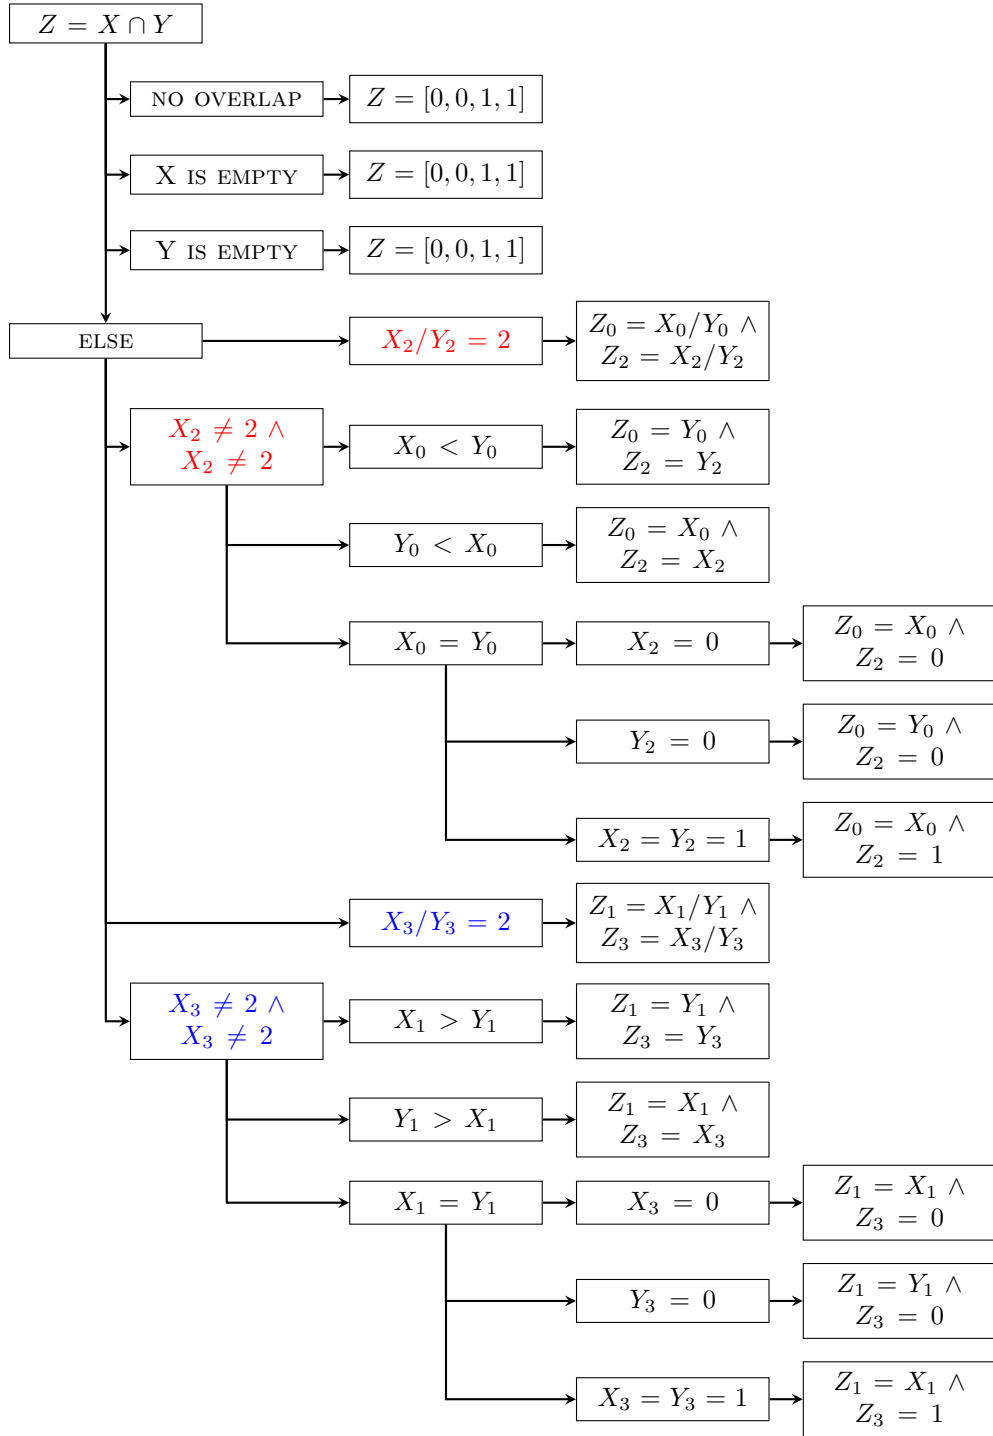 Z = X ∩ Y
NO OVERLAP
Z = [0, 0, 1, 1]
X IS EMPTY
Z = [0, 0, 1, 1]
Y IS EMPTY
Z = [0, 0, 1, 1]
ELSE
X₂/Y₂ = 2
Z₀ = X₀/Y₀ ∧
Z₂ = X₂/Y₂
X₂ ≠ 2 ∧
X₂ ≠ 2
X₀ < Y₀
Z₀ = Y₀ ∧
Z₂ = Y₂
Y₀ < X₀
Z₀ = X₀ ∧
Z₂ = X₂
X₀ = Y₀
X₂ = 0
Z₀ = X₀ ∧
Z₂ = 0
Y₂ = 0
Z₀ = Y₀ ∧
Z₂ = 0
X₂ = Y₂ = 1
Z₀ = X₀ ∧
Z₂ = 1
X₃/Y₃ = 2
Z₁ = X₁/Y₁ ∧
Z₃ = X₃/Y₃
X₃ ≠ 2 ∧
X₃ ≠ 2
X₁ > Y₁
Z₁ = Y₁ ∧
Z₃ = Y₃
Y₁ > X₁
Z₁ = X₁ ∧
Z₃ = X₃
X₁ = Y₁
X₃ = 0
Z₁ = X₁ ∧
Z₃ = 0
Y₃ = 0
Z₁ = Y₁ ∧
Z₃ = 0
X₃ = Y₃ = 1
Z₁ = X₁ ∧
Z₃ = 1